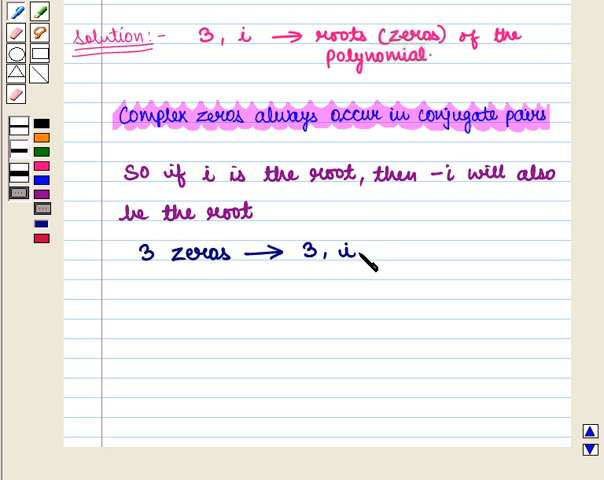 Solution:- 3, i → roots (zeros) of the
polynomial.
Complex zeros always occur in conjugate pairs
So if i is the root, then -i will also
be the root
3 zeros → 3, i